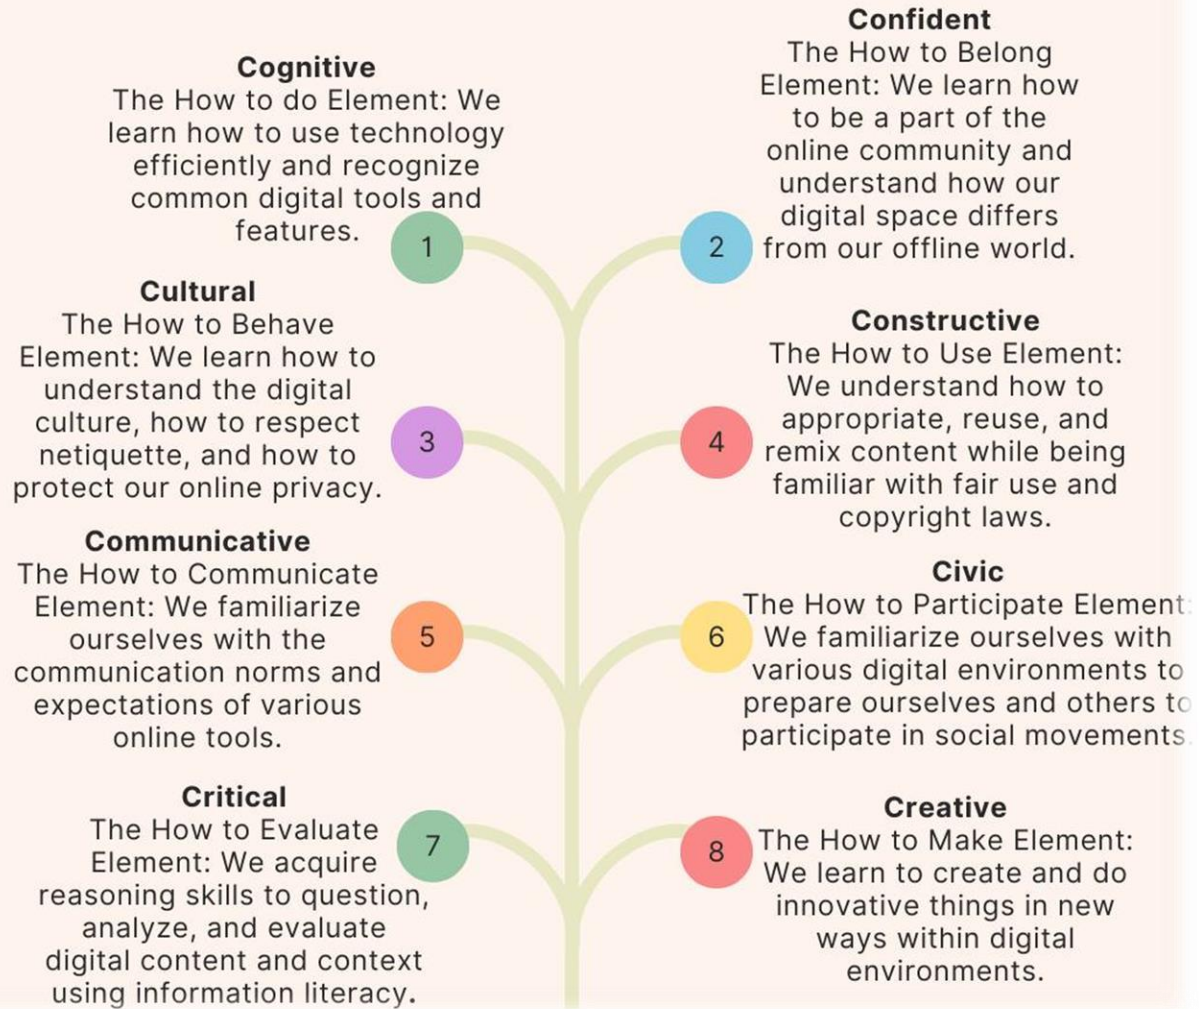 Cognitive
The How to do Element: We
learn how to use technology
efficiently and recognize
common digital tools and
features.
1
Confident
The How to Belong
Element: We learn how
to be a part of the
online community and
understand how our
digital space differs
from our offline world.
2
Cultural
The How to Behave
Element: We learn how to
understand the digital
culture, how to respect
netiquette, and how to
protect our online privacy.
3
Constructive
The How to Use Element:
We understand how to
appropriate, reuse, and
remix content while being
familiar with fair use and
copyright laws.
4
Communicative
The How to Communicate
Element: We familiarize
ourselves with the
communication norms and
expectations of various
online tools.
5
Civic
The How to Participate Element:
We familiarize ourselves with
various digital environments to
prepare ourselves and others to
participate in social movements.
6
Critical
The How to Evaluate
Element: We acquire
reasoning skills to question,
analyze, and evaluate
digital content and context
using information literacy.
7
Creative
The How to Make Element:
We learn to create and do
innovative things in new
ways within digital
environments.
8